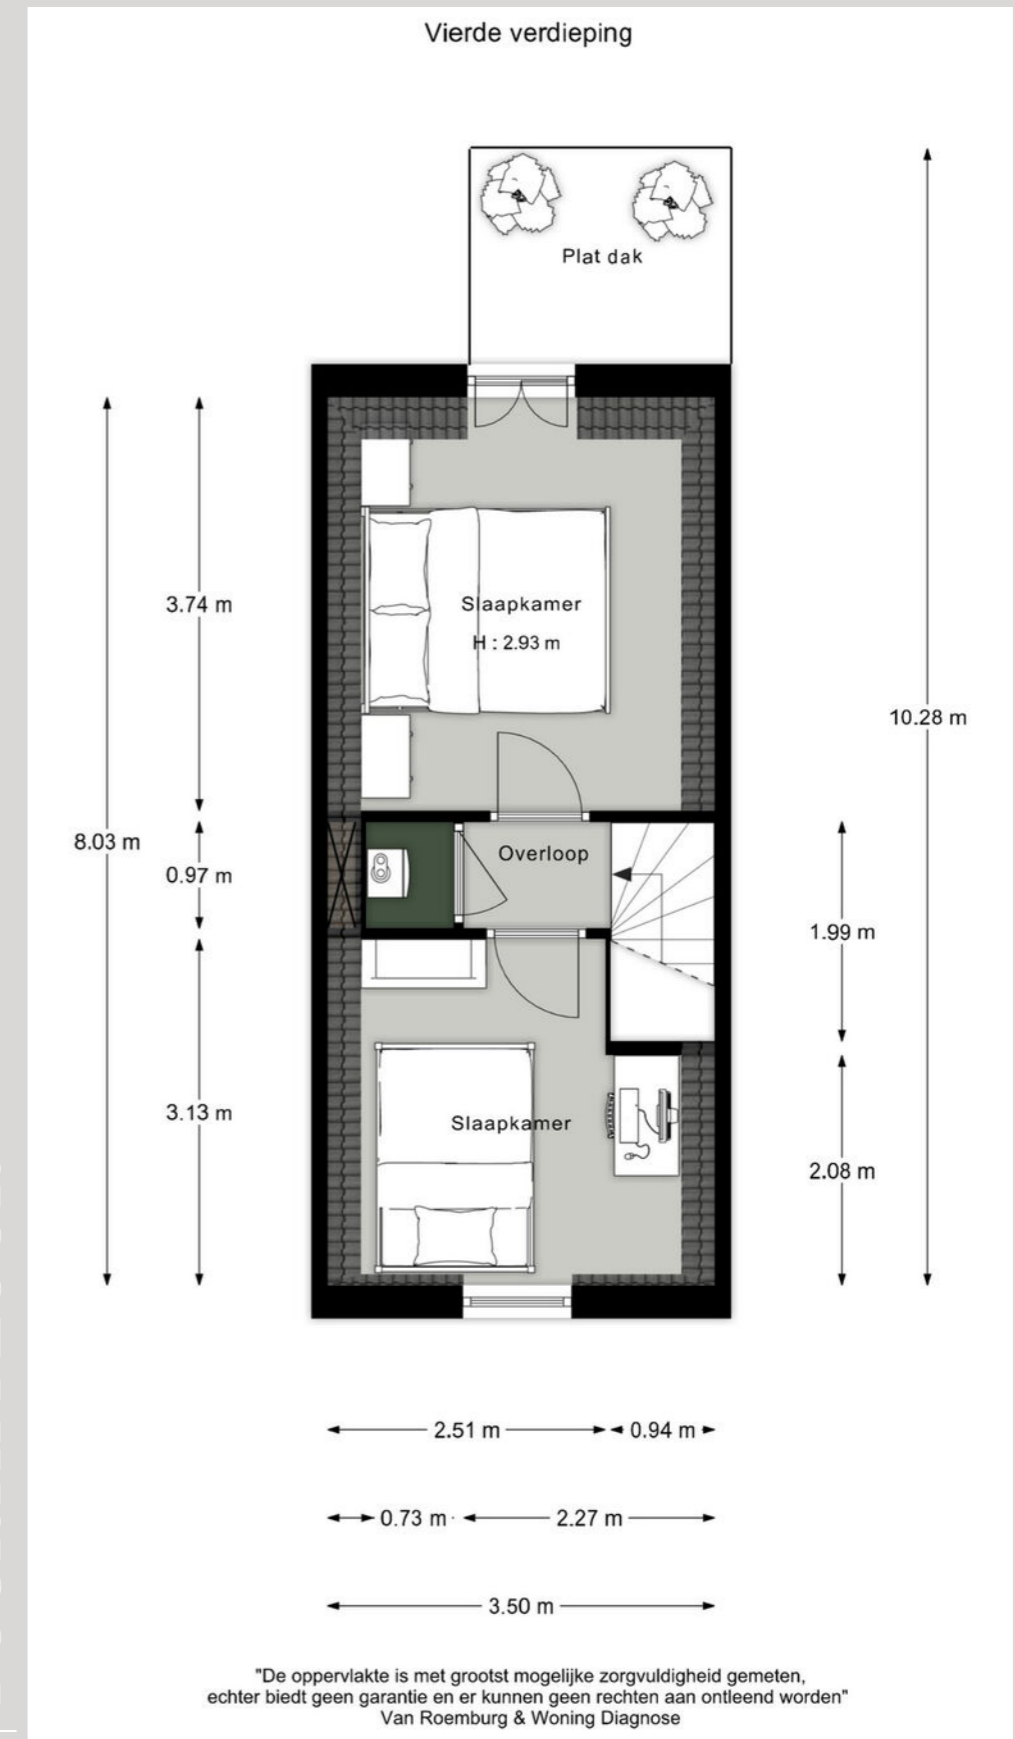 Vierde verdieping
Plat dak
3.74 m
Slaapkamer
H : 2.93 m
10.28 m
8.03 m
Overloop
0.97 m
1.99 m
3.13 m
Slaapkamer
2.08 m
2.51 m
0.94 m
0.73 m
2.27 m
3.50 m
"De oppervlakte is met grootst mogelijke zorgvuldigheid gemeten,
echter biedt geen garantie en er kunnen geen rechten aan ontleend worden"
Van Roemburg & Woning Diagnose